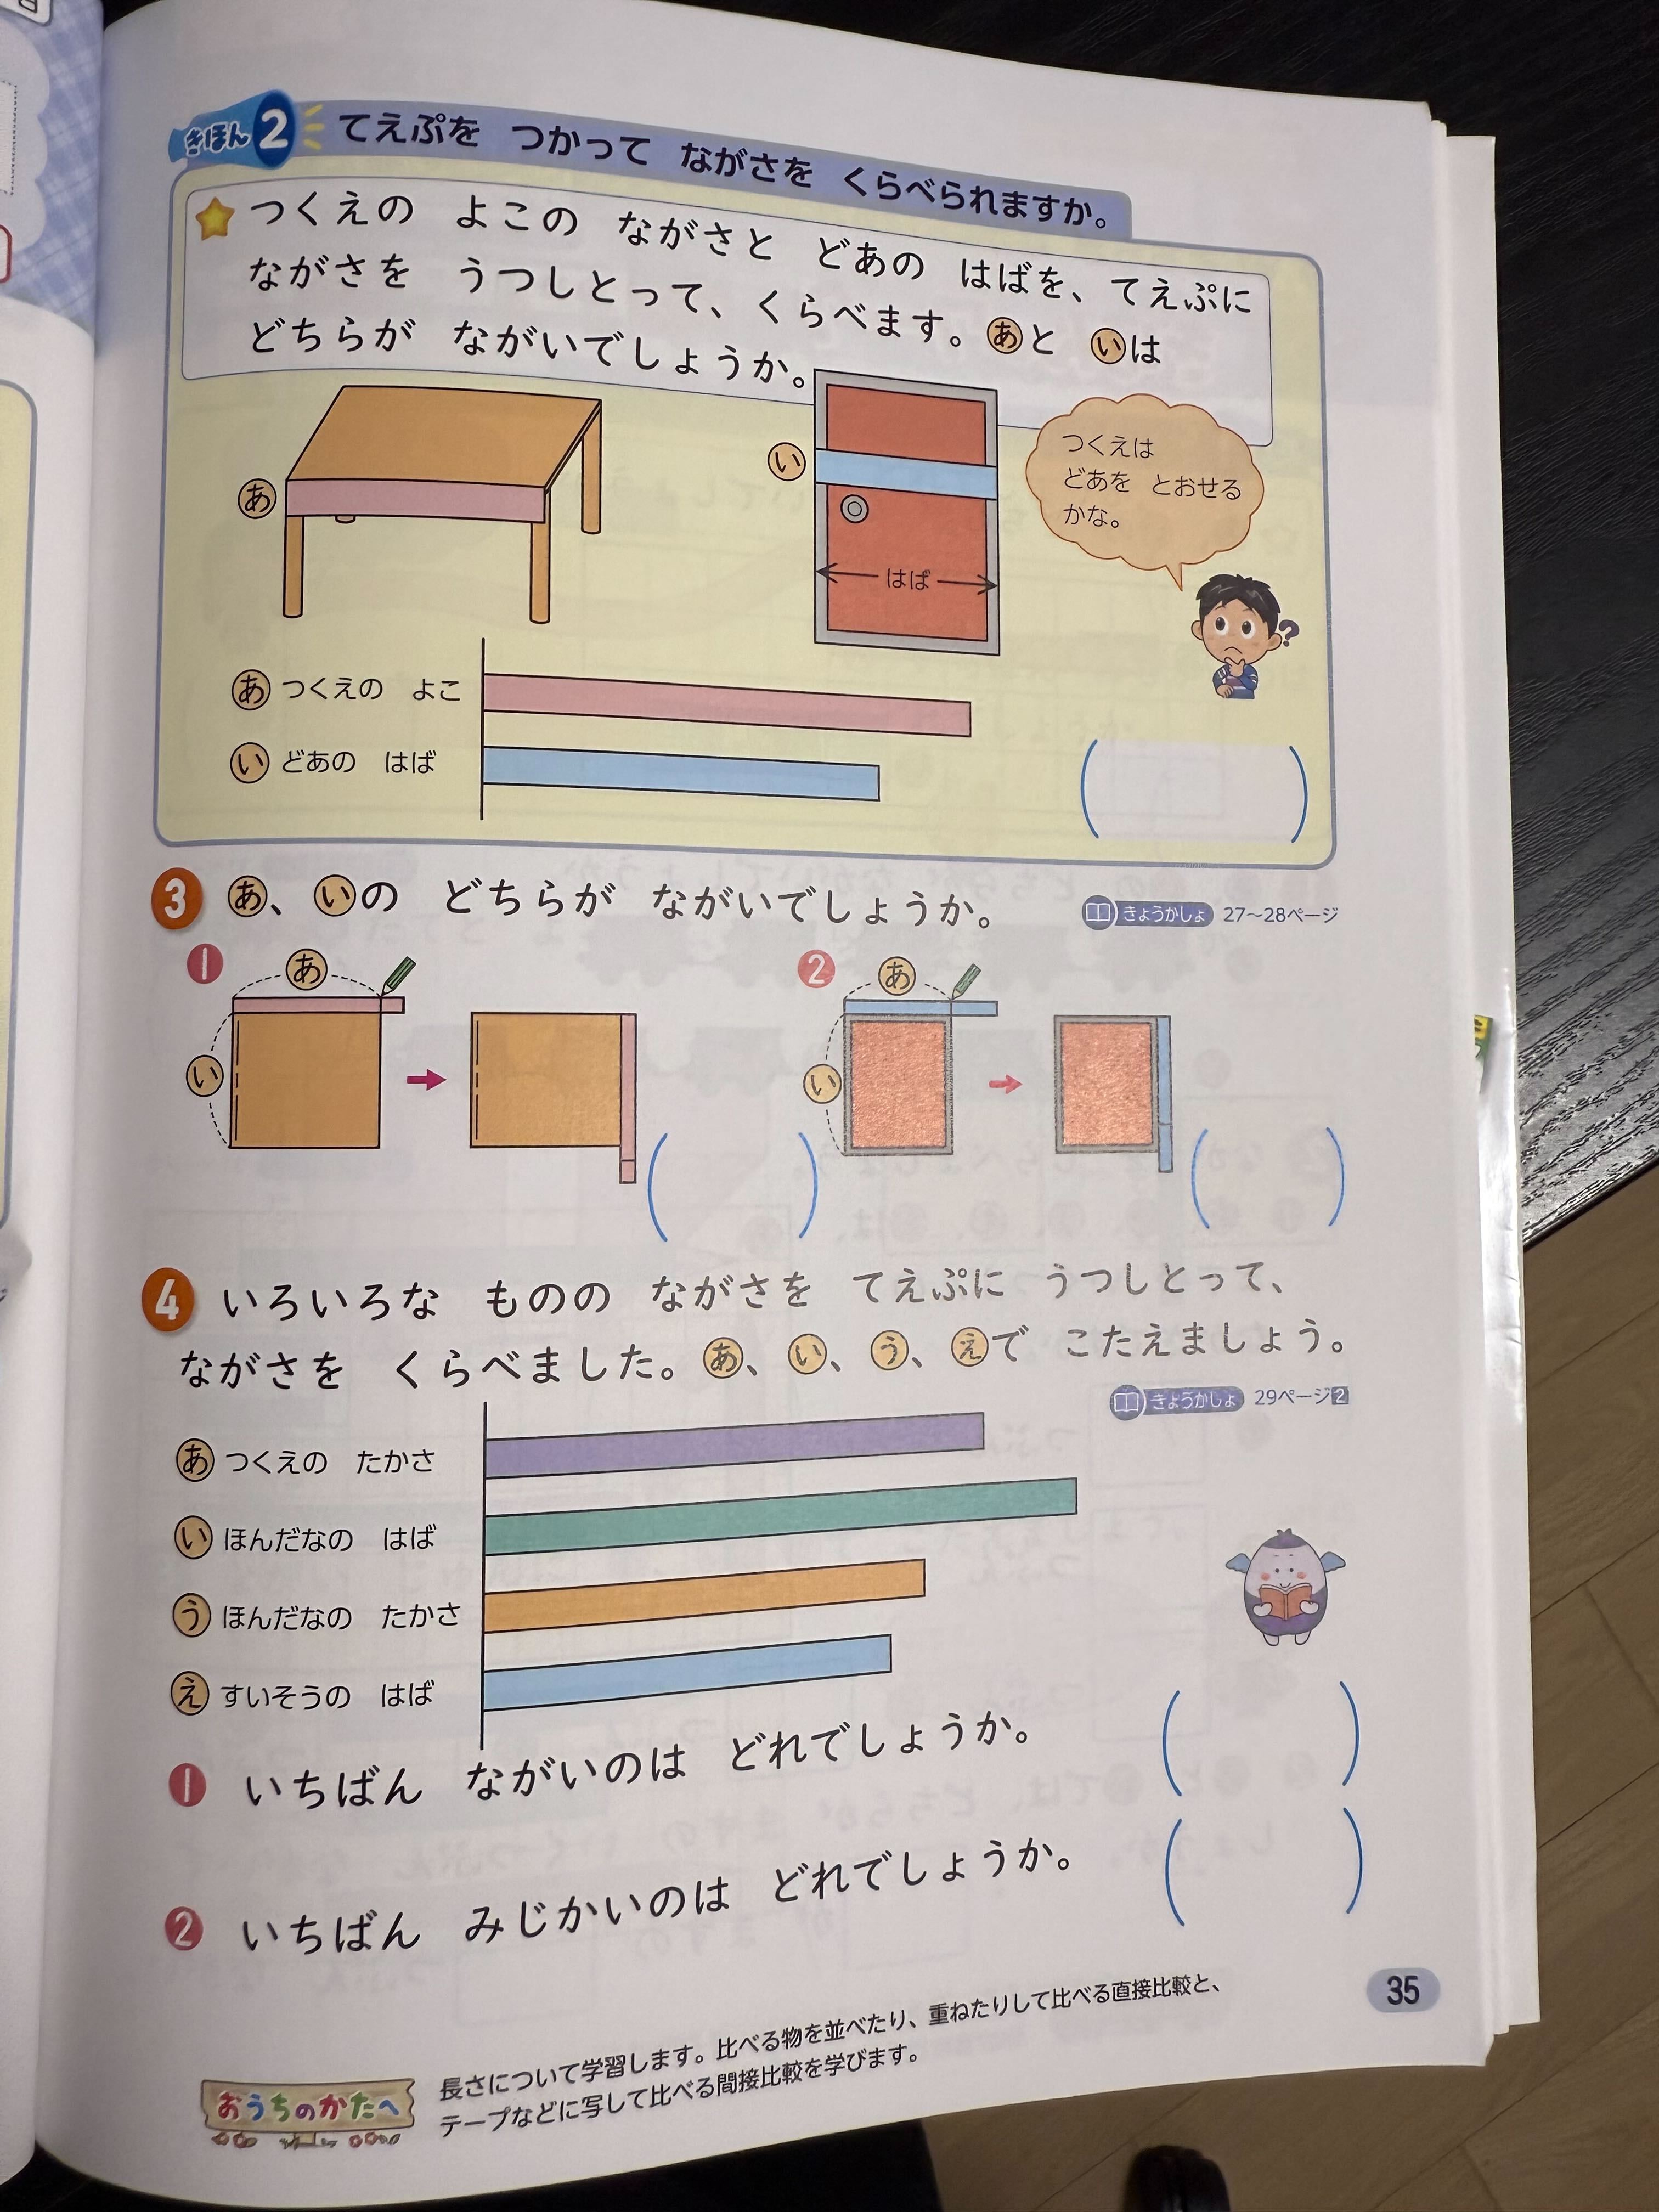 きほん 2 てえぷを つかって ながさを くらべられますか。
つくえの よこの ながさと どあの はばを、てえぷに
ながさを うつしとって、くらべます。あと いは
どちらが ながいでしょうか。
あ
い
はば
つくえは
どあを とおせる
かな。
?
あ つくえの よこ
い どあの はば
( )
3 あ、いの どちらが ながいでしょうか。
きょうかしょ 27〜28ページ
1 あ
い
( )
2 あ
い
( )
4 いろいろな ものの ながさを てえぷに うつしとって、
ながさを くらべました。あ、い、う、えで こたえましょう。
きょうかしょ 29ページ2
あ つくえの たかさ
い ほんだなの はば
う ほんだなの たかさ
え すいそうの はば
1 いちばん ながいのは どれでしょうか。 ( )
2 いちばん みじかいのは どれでしょうか。 ( )
35
おうちのかたへ
長さについて学習します。比べる物を並べたり、重ねたりして比べる直接比較と、
テープなどに写して比べる間接比較を学びます。